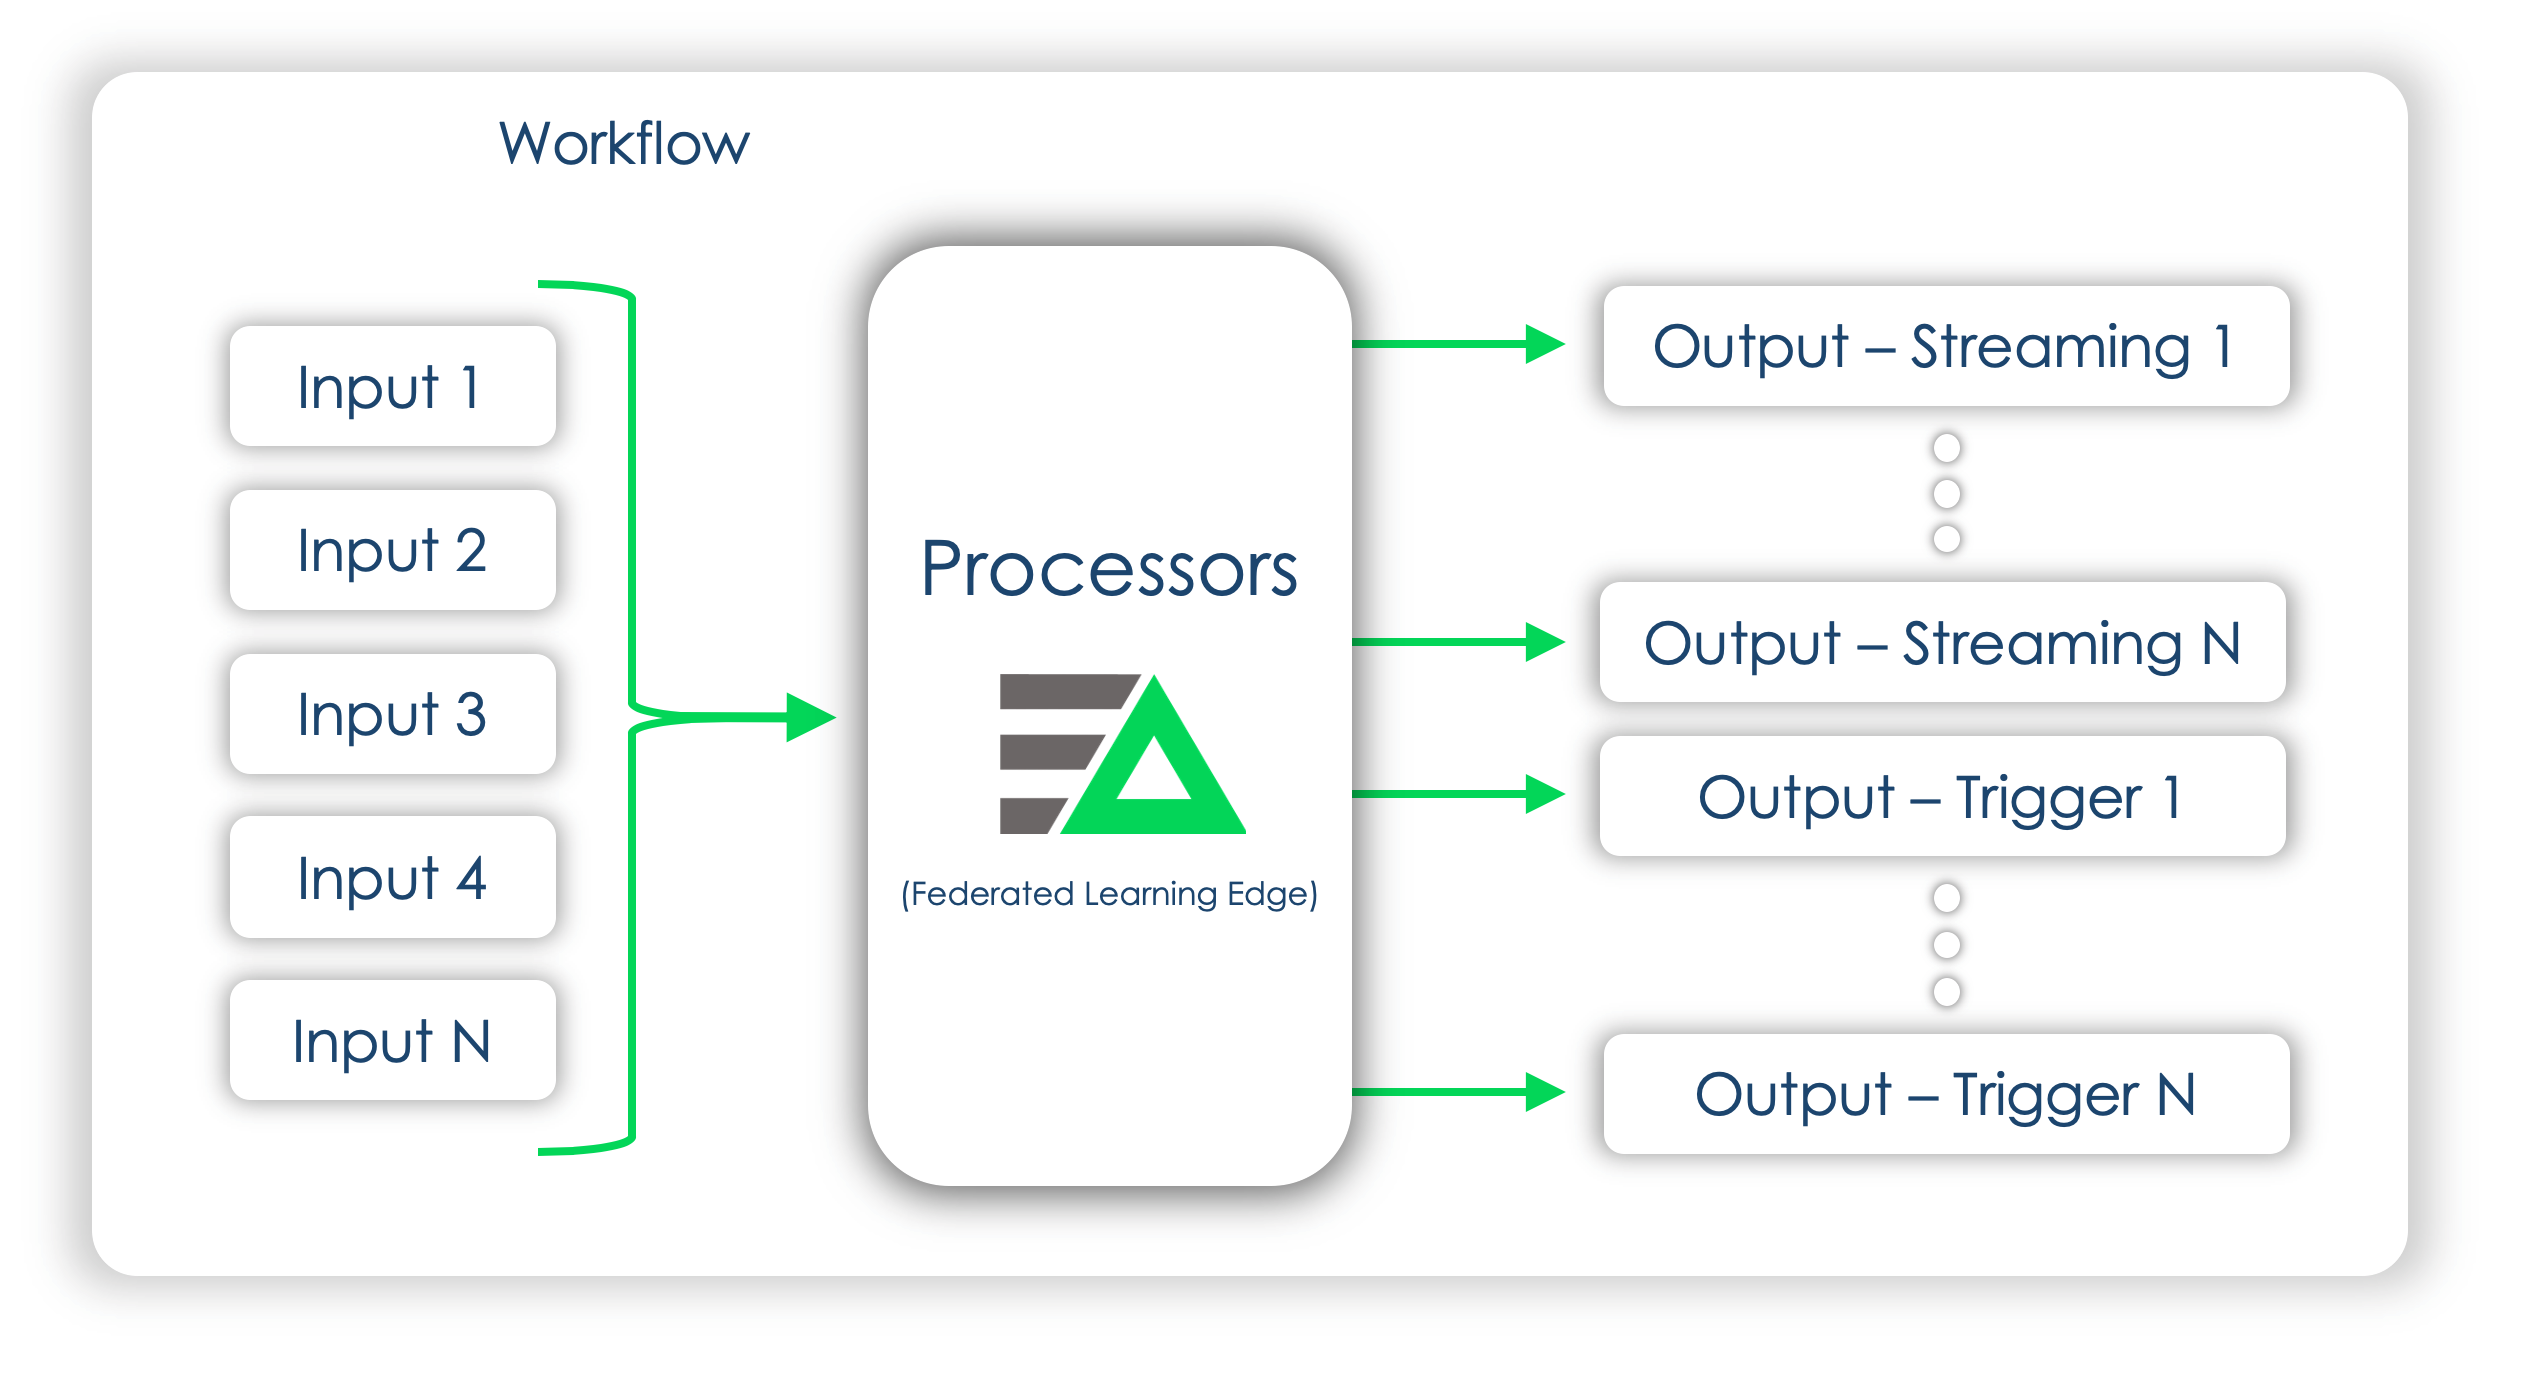 Workflow
Input 1
Input 2
Input 3
Input 4
Input N
Processors
(Federated Learning Edge)
Output – Streaming 1
Output – Streaming N
Output – Trigger 1
Output – Trigger N